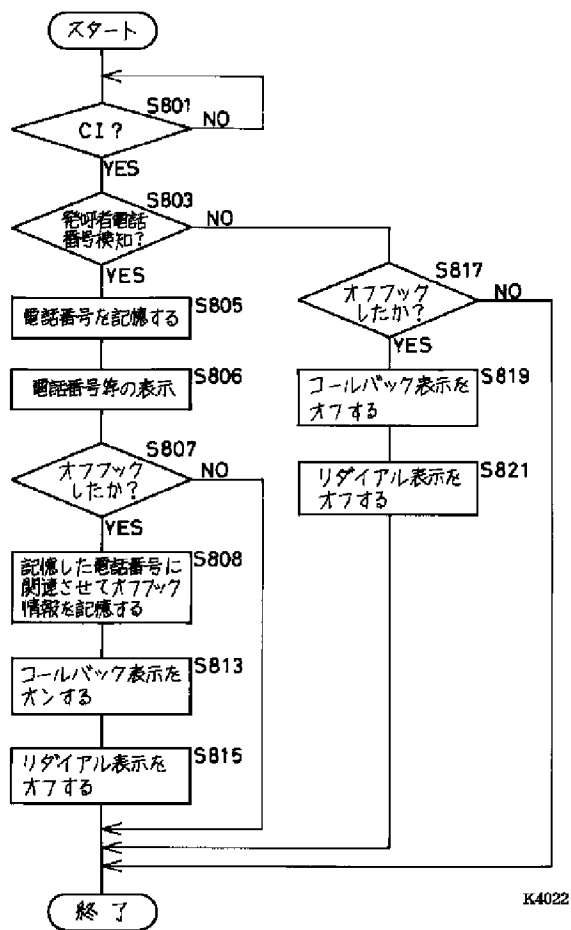 スタート
S801
CI?
NO
YES
S803
発呼者電話
番号検知?
NO
YES
S805
電話番号を記憶する
S806
電話番号等の表示
S807
オフフック
したか?
NO
YES
S808
記憶した電話番号に
関連させてオフフック
情報を記憶する
S813
コールバック表示を
オンする
S815
リダイアル表示を
オフする
S817
オフフック
したか?
NO
YES
S819
コールバック表示を
オフする
S821
リダイアル表示を
オフする
終了
K4022